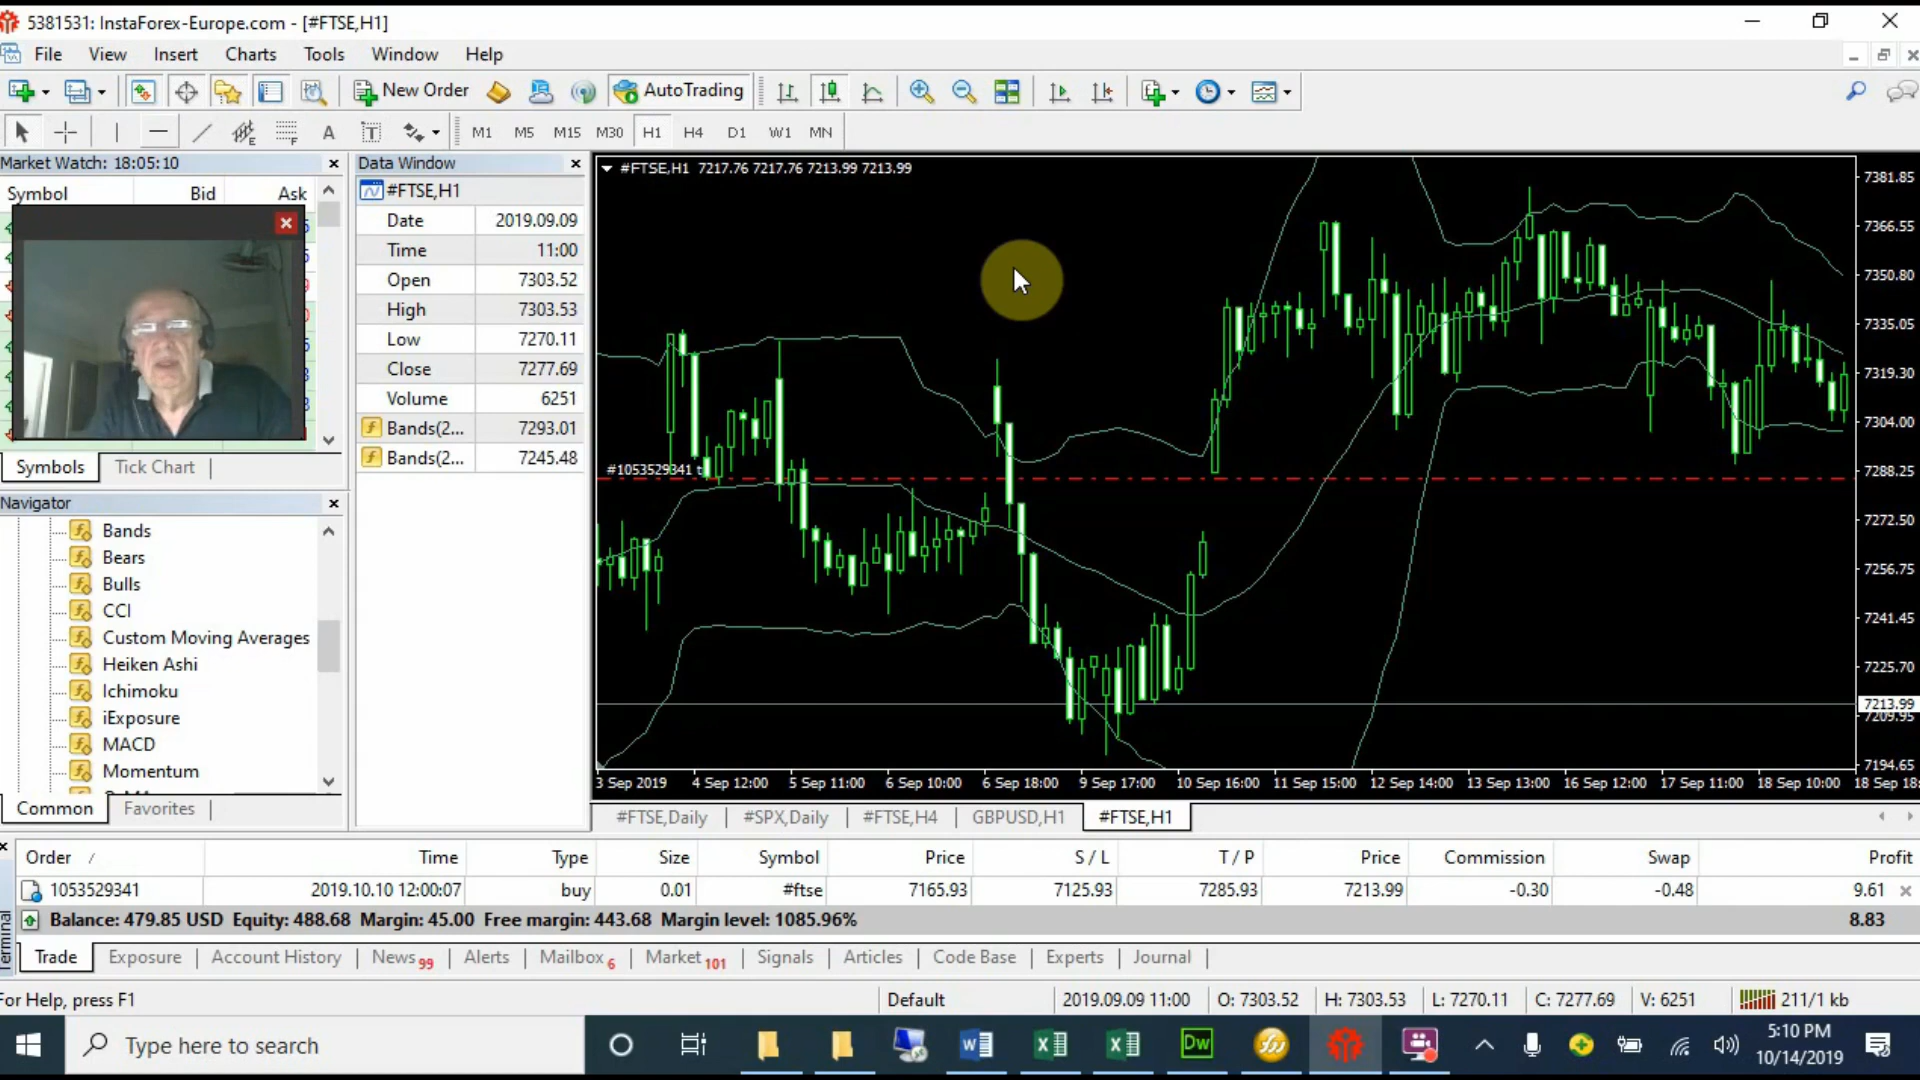 5381531: InstaForex-Europe.com - [#FTSE,H1]
File View Insert Charts Tools Window Help
New Order AutoTrading
A T M1 M5 M15 M30 H1 H4 D1 W1 MN
Market Watch: 18:05:10
Symbol Bid Ask
Symbols Tick Chart
Navigator
Bands
Bears
Bulls
CCI
Custom Moving Averages
Heiken Ashi
Ichimoku
iExposure
MACD
Momentum
Common Favorites
Data Window
#FTSE,H1
Date 2019.09.09
Time 11:00
Open 7303.52
High 7303.53
Low 7270.11
Close 7277.69
Volume 6251
Bands(2... 7293.01
Bands(2... 7245.48
#FTSE,H1 7217.76 7217.76 7213.99 7213.99
#1053529341 t
7381.85
7366.55
7350.80
7335.05
7319.30
7304.00
7288.25
7272.50
7256.75
7241.45
7225.70
7213.99
7209.95
7194.65
3 Sep 2019 4 Sep 12:00 5 Sep 11:00 6 Sep 10:00 6 Sep 18:00 9 Sep 17:00 10 Sep 16:00 11 Sep 15:00 12 Sep 14:00 13 Sep 13:00 16 Sep 12:00 17 Sep 11:00 18 Sep 10:00 18 Sep 18:
#FTSE,Daily #SPX,Daily #FTSE,H4 GBPUSD,H1 #FTSE,H1
Order / Time Type Size Symbol Price S / L T / P Price Commission Swap Profit
1053529341 2019.10.10 12:00:07 buy 0.01 #ftse 7165.93 7125.93 7285.93 7213.99 -0.30 -0.48 9.61
Balance: 479.85 USD Equity: 488.68 Margin: 45.00 Free margin: 443.68 Margin level: 1085.96% 8.83
Terminal
Trade Exposure Account History News 99 Alerts Mailbox 6 Market 101 Signals Articles Code Base Experts Journal
For Help, press F1 Default 2019.09.09 11:00 O: 7303.52 H: 7303.53 L: 7270.11 C: 7277.69 V: 6251 211/1 kb
Type here to search
Dw
5:10 PM
10/14/2019